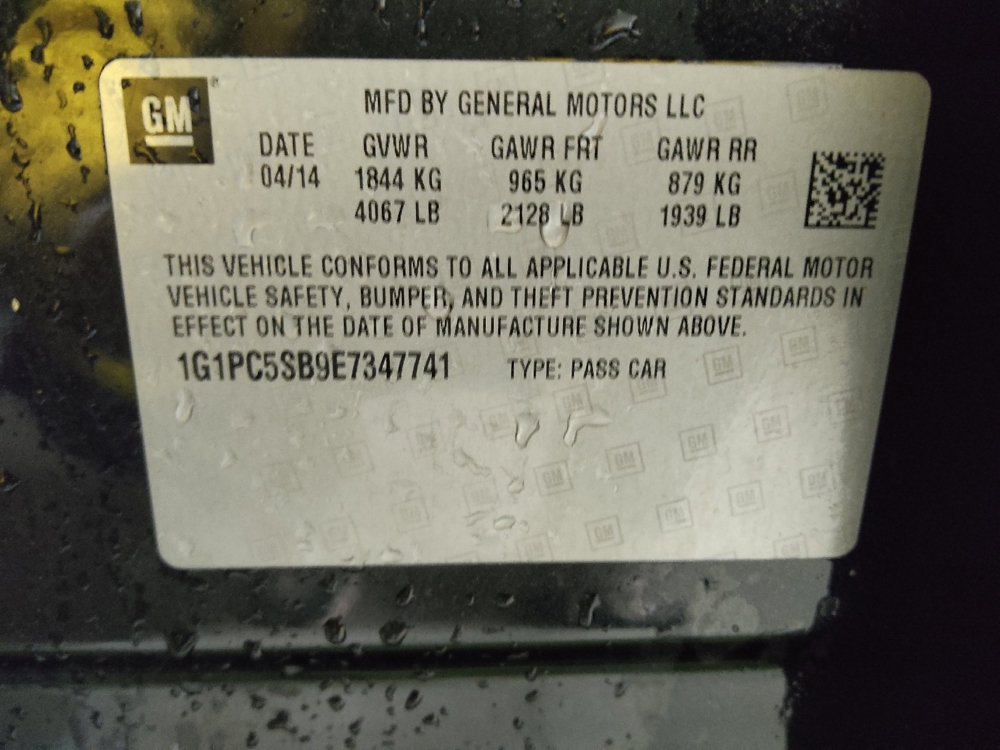 GM
MFD BY GENERAL MOTORS LLC
DATE GVWR GAWR FRT GAWR RR
04/14 1844 KG 965 KG 879 KG
4067 LB 2128 LB 1939 LB
THIS VEHICLE CONFORMS TO ALL APPLICABLE U.S. FEDERAL MOTOR
VEHICLE SAFETY, BUMPER, AND THEFT PREVENTION STANDARDS IN
EFFECT ON THE DATE OF MANUFACTURE SHOWN ABOVE.
1G1PC5SB9E7347741 TYPE: PASS CAR